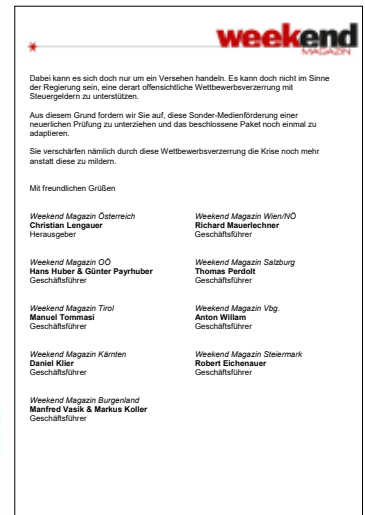 weekend
MAGAZIN
Dabei kann es sich doch nur um ein Versehen handeln. Es kann doch nicht im Sinne
der Regierung sein, eine derart offensichtliche Wettbewerbsverzerrung mit
Steuergeldern zu unterstützen.
Aus diesem Grund fordern wir Sie auf, diese Sonder-Medienförderung einer
neuerlichen Prüfung zu unterziehen und das beschlossene Paket noch einmal zu
adaptieren.
Sie verschärfen nämlich durch diese Wettbewerbsverzerrung die Krise noch mehr
anstatt diese zu mildern.
Mit freundlichen Grüßen
Weekend Magazin Österreich
Christian Lengauer
Herausgeber
Weekend Magazin Wien/NÖ
Richard Mauerlechner
Geschäftsführer
Weekend Magazin OÖ
Hans Huber & Günter Payrhuber
Geschäftsführer
Weekend Magazin Salzburg
Thomas Perdolt
Geschäftsführer
Weekend Magazin Tirol
Manuel Tommasi
Geschäftsführer
Weekend Magazin Vbg.
Anton Willam
Geschäftsführer
Weekend Magazin Kärnten
Daniel Klier
Geschäftsführer
Weekend Magazin Steiermark
Robert Eichenauer
Geschäftsführer
Weekend Magazin Burgenland
Manfred Vasik & Markus Koller
Geschäftsführer